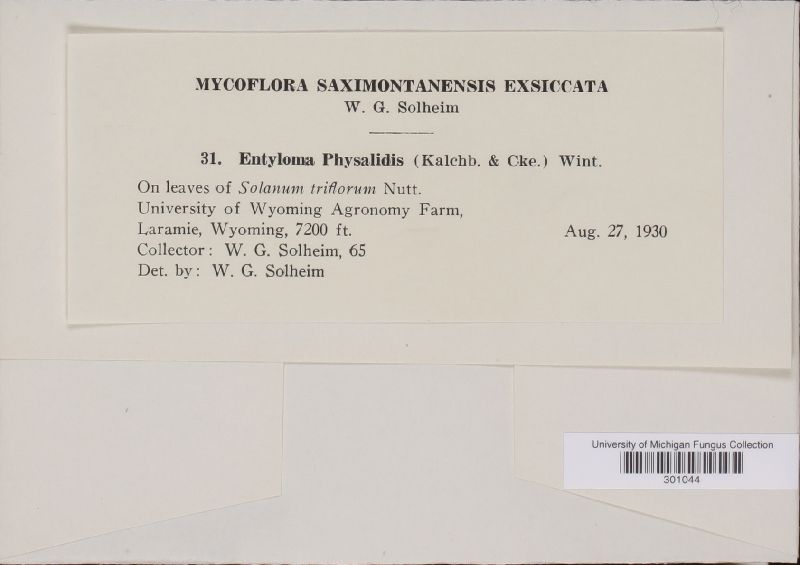 MYCOFLORA SAXIMONTANENSIS EXSICCATA
W. G. Solheim
31. Entyloma Physalidis (Kalchb. & Cke.) Wint.
On leaves of Solanum triflorum Nutt.
University of Wyoming Agronomy Farm,
Laramie, Wyoming, 7200 ft. Aug. 27, 1930
Collector: W. G. Solheim, 65
Det. by: W. G. Solheim
University of Michigan Fungus Collection
301044